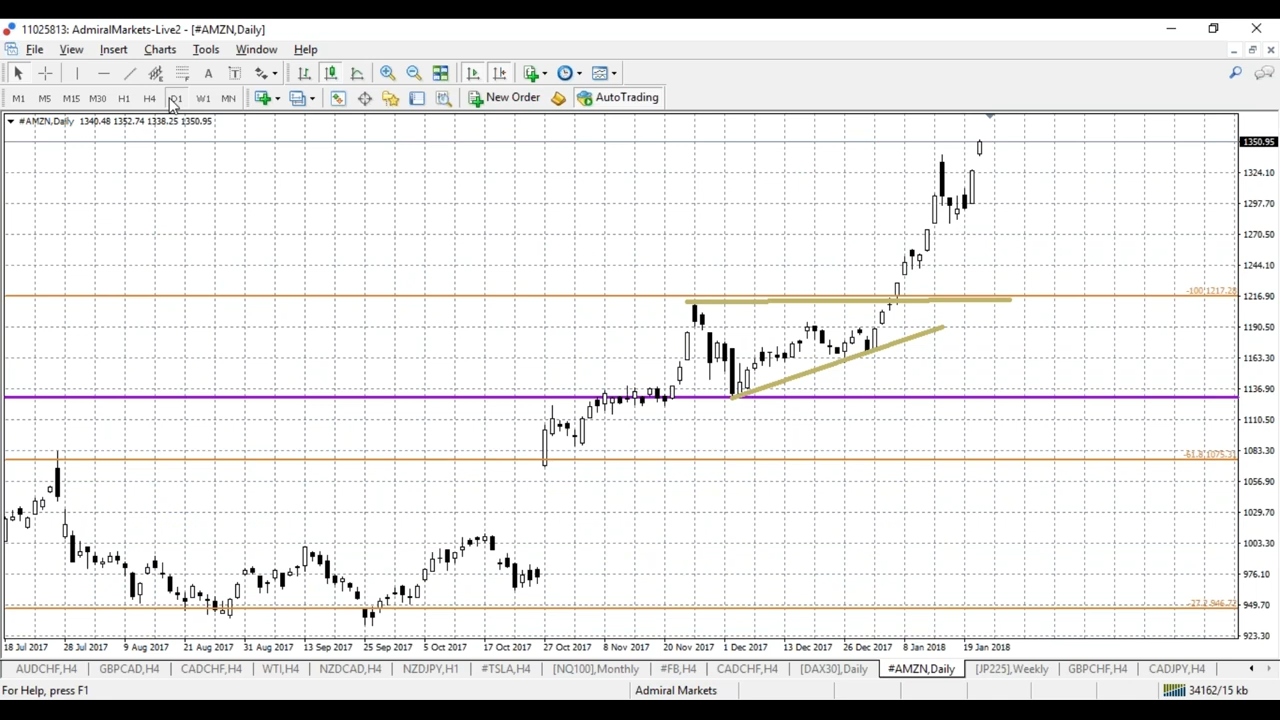 11025813: AdmiralMarkets-Live2 - [#AMZN,Daily]
File View Insert Charts Tools Window Help
A T
M1 M5 M15 M30 H1 H4 D1 W1 MN New Order AutoTrading
#AMZN,Daily 1340.48 1352.74 1338.25 1350.95
1350.95
1324.10
1297.70
1270.50
1244.10
-100 1217.28
1216.90
1190.50
1163.30
1136.90
1110.50
-61.8 1075.31
1083.30
1056.90
1029.70
1003.30
976.10
949.70
923.30
18 Jul 2017 28 Jul 2017 9 Aug 2017 21 Aug 2017 31 Aug 2017 13 Sep 2017 25 Sep 2017 5 Oct 2017 17 Oct 2017 27 Oct 2017 8 Nov 2017 20 Nov 2017 1 Dec 2017 13 Dec 2017 26 Dec 2017 8 Jan 2018 19 Jan 2018
AUDCHF,H4 GBPCAD,H4 CADCHF,H4 WTI,H4 NZDCAD,H4 NZDJPY,H1 #TSLA,H4 [NQ100],Monthly #FB,H4 CADCHF,H4 [DAX30],Daily #AMZN,Daily [JP225],Weekly GBPCHF,H4 CADJPY,H4
For Help, press F1 Admiral Markets 34162/15 kb